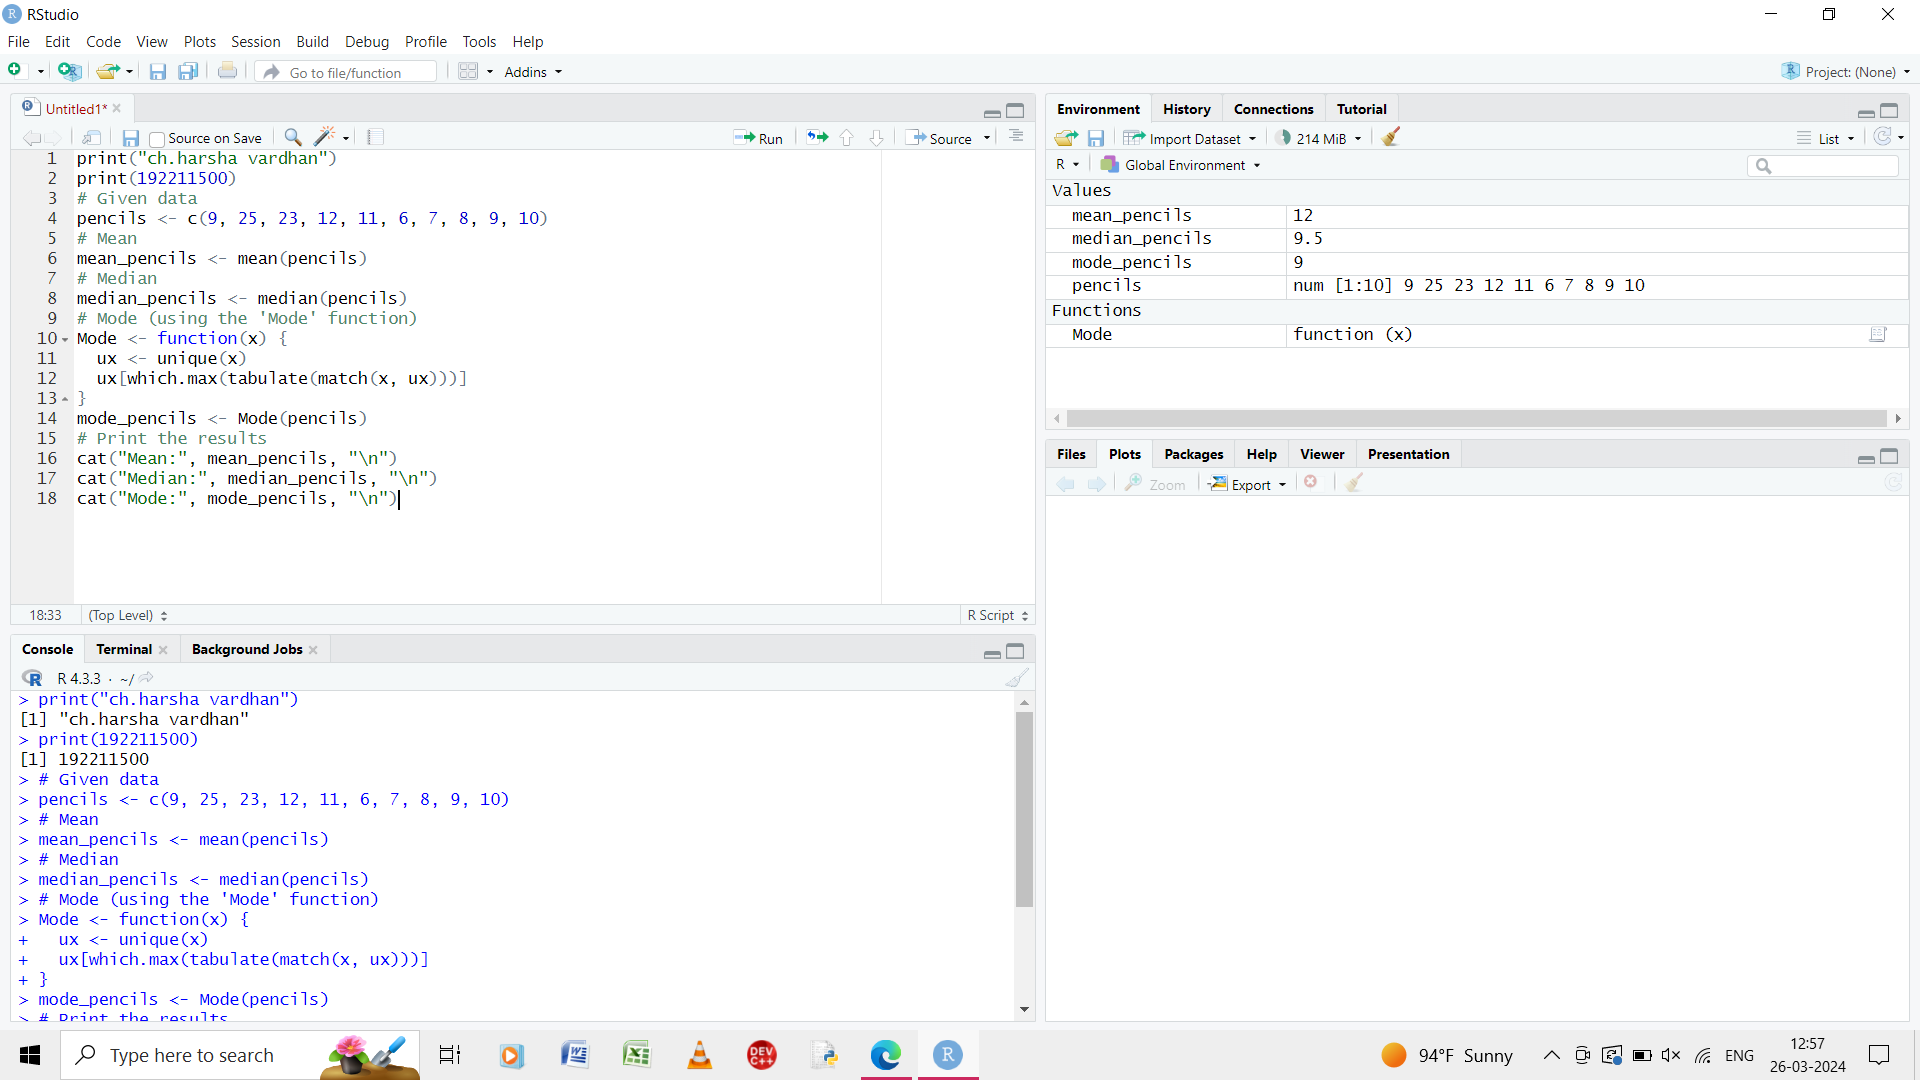 RStudio
File Edit Code View Plots Session Build Debug Profile Tools Help
Go to file/function Addins Project: (None)
Untitled1*
Source on Save Run Source
1 print("ch.harsha vardhan")
2 print(192211500)
3 # Given data
4 pencils <- c(9, 25, 23, 12, 11, 6, 7, 8, 9, 10)
5 # Mean
6 mean_pencils <- mean(pencils)
7 # Median
8 median_pencils <- median(pencils)
9 # Mode (using the 'Mode' function)
10 Mode <- function(x) {
11   ux <- unique(x)
12   ux[which.max(tabulate(match(x, ux)))]
13 }
14 mode_pencils <- Mode(pencils)
15 # Print the results
16 cat("Mean:", mean_pencils, "\n")
17 cat("Median:", median_pencils, "\n")
18 cat("Mode:", mode_pencils, "\n")
18:33 (Top Level) R Script
Console Terminal Background Jobs
R 4.3.3 · ~/
> print("ch.harsha vardhan")
[1] "ch.harsha vardhan"
> print(192211500)
[1] 192211500
> # Given data
> pencils <- c(9, 25, 23, 12, 11, 6, 7, 8, 9, 10)
> # Mean
> mean_pencils <- mean(pencils)
> # Median
> median_pencils <- median(pencils)
> # Mode (using the 'Mode' function)
> Mode <- function(x) {
+   ux <- unique(x)
+   ux[which.max(tabulate(match(x, ux)))]
+ }
> mode_pencils <- Mode(pencils)
> # Print the results
Environment History Connections Tutorial
Import Dataset 214 MiB List
R Global Environment
Values
mean_pencils 12
median_pencils 9.5
mode_pencils 9
pencils num [1:10] 9 25 23 12 11 6 7 8 9 10
Functions
Mode function (x)
Files Plots Packages Help Viewer Presentation
Zoom Export
Type here to search
DEV C++
R
94°F Sunny
ENG
12:57
26-03-2024